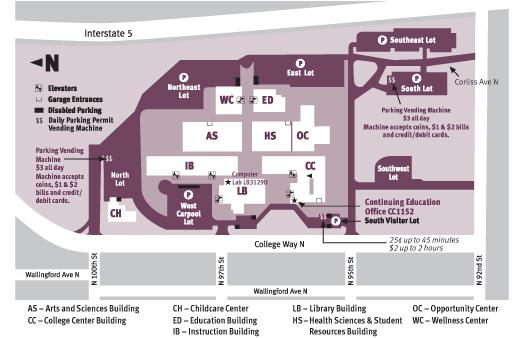 Interstate 5
N
P Southeast Lot
P
Northeast
Lot
P
East Lot
$$ P
South Lot
Corliss Ave N
Elevators
Garage Entrances
Disabled Parking
$$ Daily Parking Permit
Vending Machine
WC
ED
Parking Vending Machine
$3 all day
Machine accepts coins, $1 & $2 bills
and credit/debit cards.
AS
HS
OC
Parking Vending
Machine
$3 all day
Machine accepts
coins, $1 & $2
bills and credit/
debit cards.
$$
North
Lot
IB
Computer
Lab LB3129D
CC
Southwest
Lot
LB
CH
P
West
Carpool
Lot
Continuing Education
Office CC1152
$$ P South Visitor Lot
College Way N
25¢ up to 45 minutes
$2 up to 2 hours
N 100th St
N 97th St
N 95th St
N 92nd St
Wallingford Ave N
Wallingford Ave N
AS – Arts and Sciences Building
CC – College Center Building
CH – Childcare Center
ED – Education Building
IB – Instruction Building
LB – Library Building
HS – Health Sciences & Student
Resources Building
OC – Opportunity Center
WC – Wellness Center